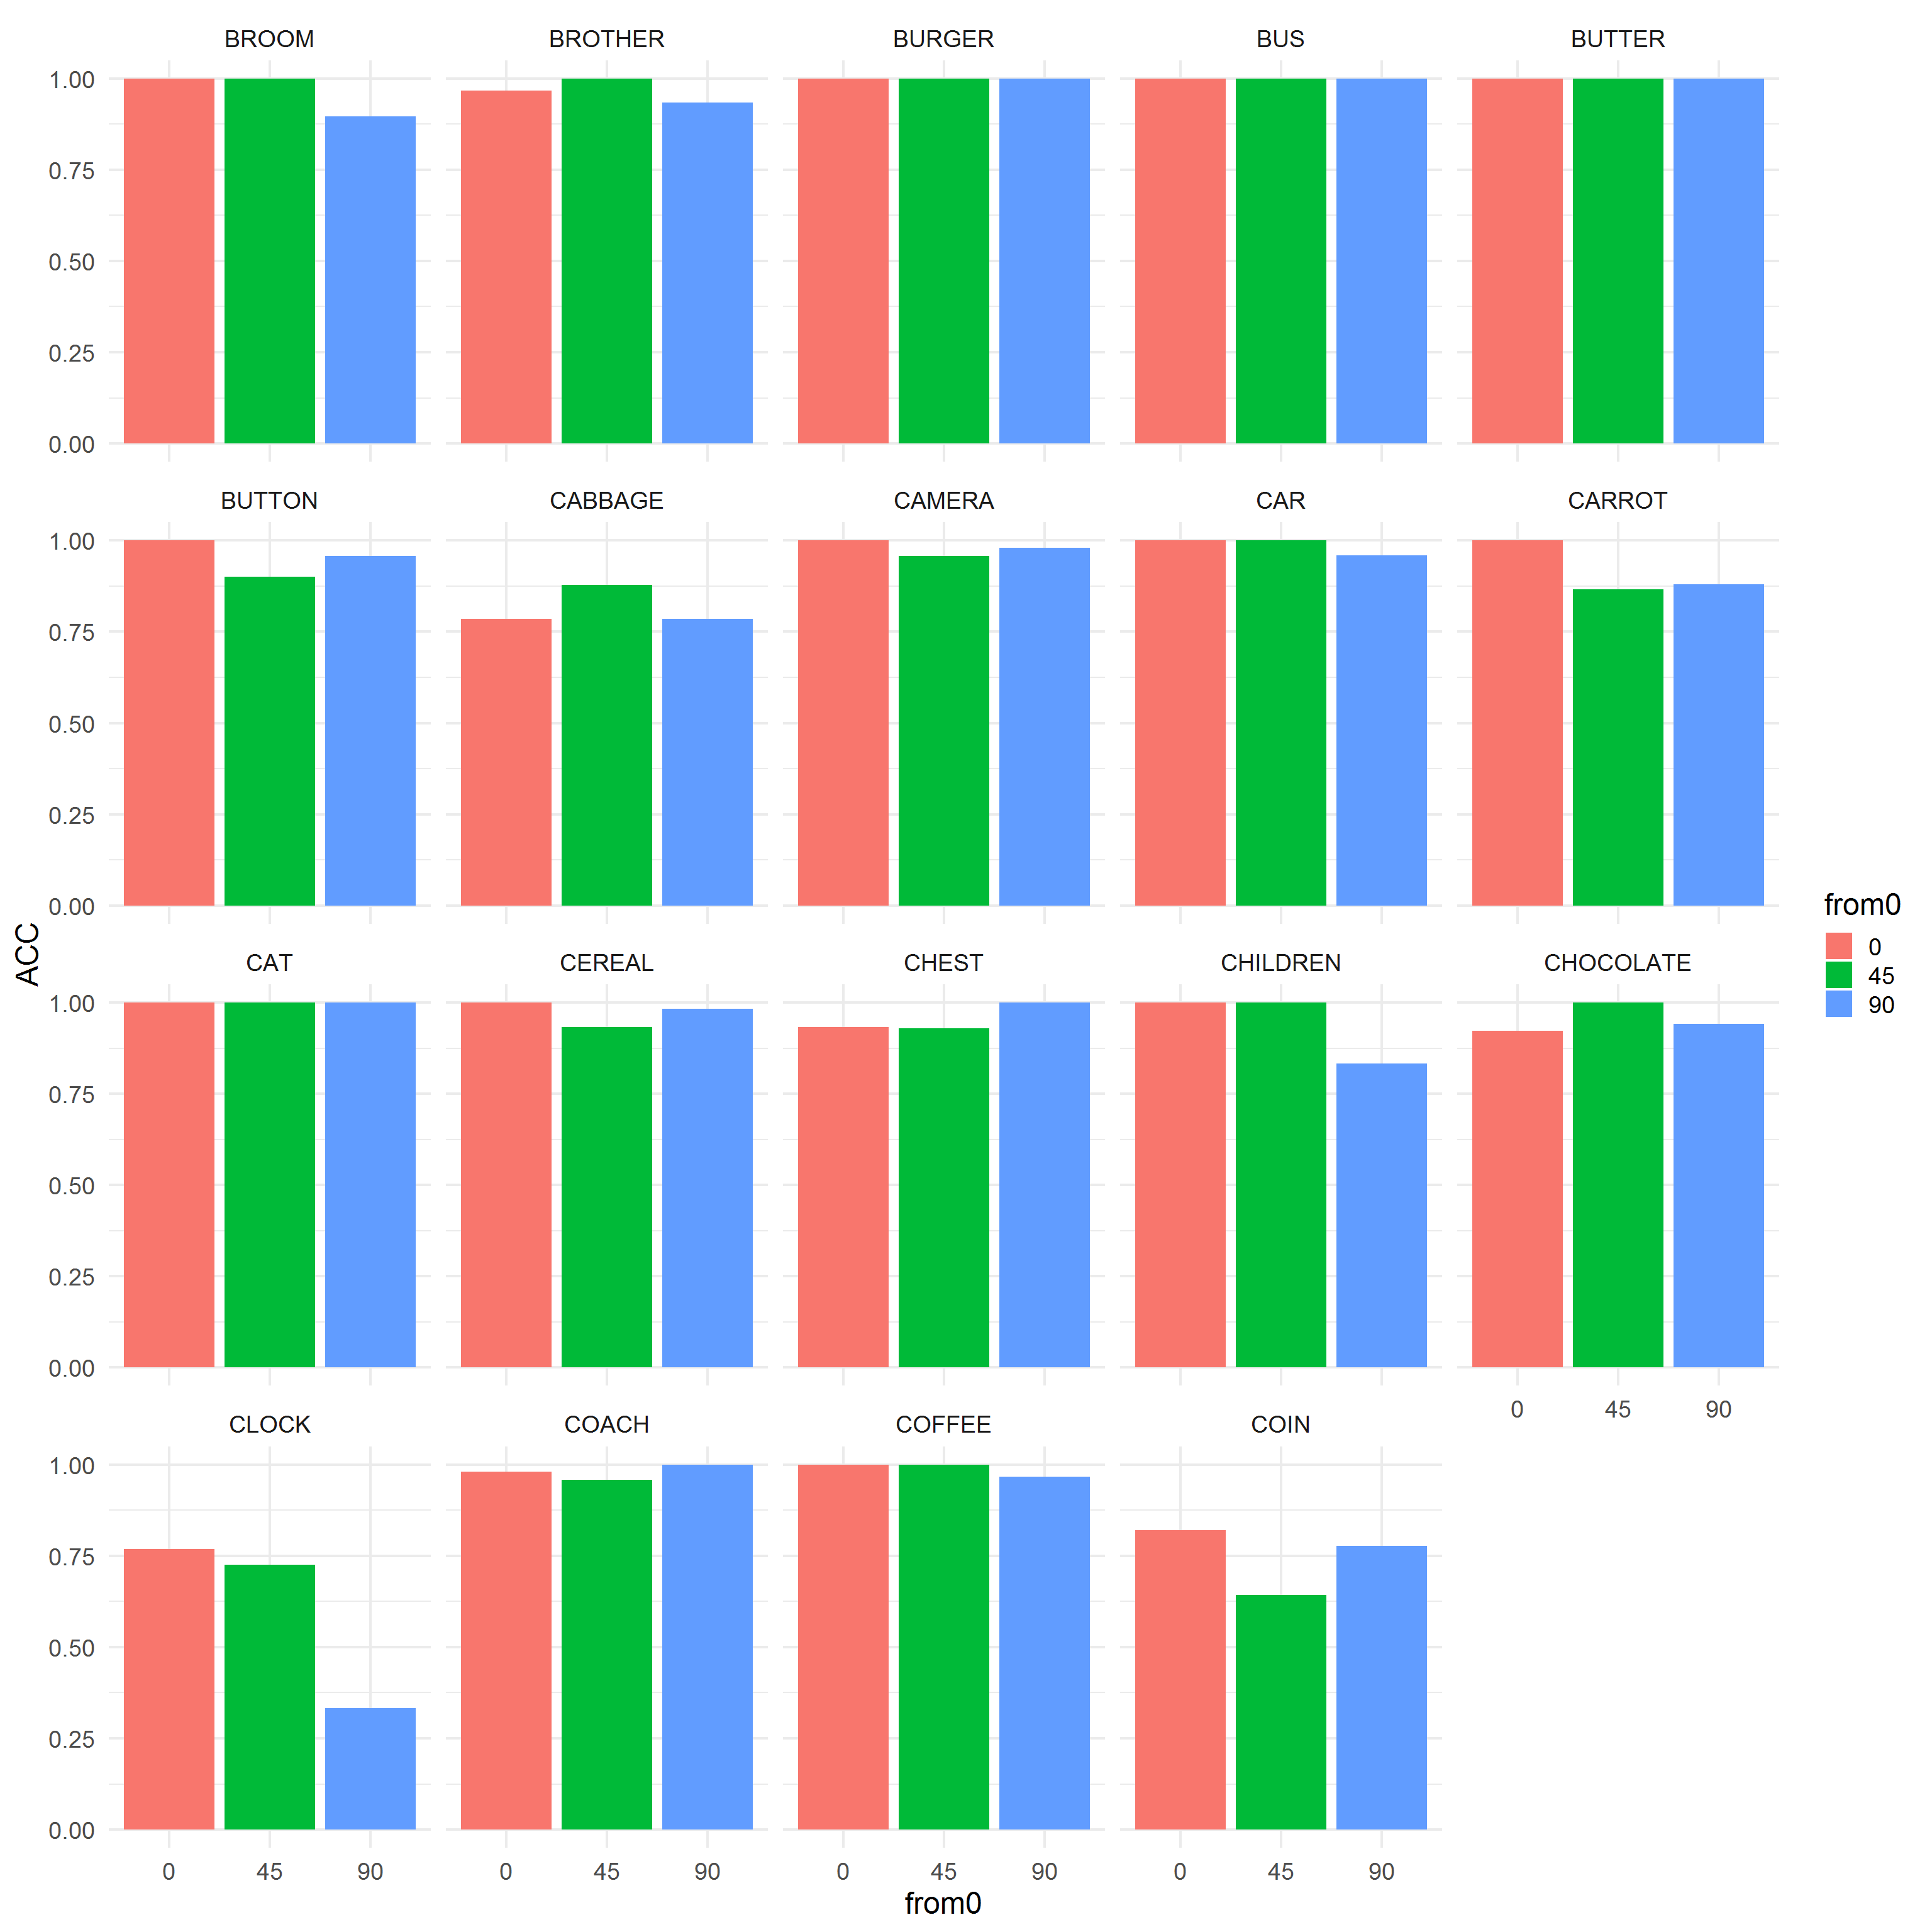 BROOM BROTHER BURGER BUS BUTTER
1.00
0.75
0.50
0.25
0.00
BUTTON CABBAGE CAMERA CAR CARROT
1.00
0.75
0.50
0.25
0.00
CAT CEREAL CHEST CHILDREN CHOCOLATE
1.00
0.75
0.50
0.25
0.00
0 45 90
CLOCK COACH COFFEE COIN
1.00
0.75
0.50
0.25
0.00
0 45 90 0 45 90 0 45 90 0 45 90
from0
ACC
from0
0
45
90